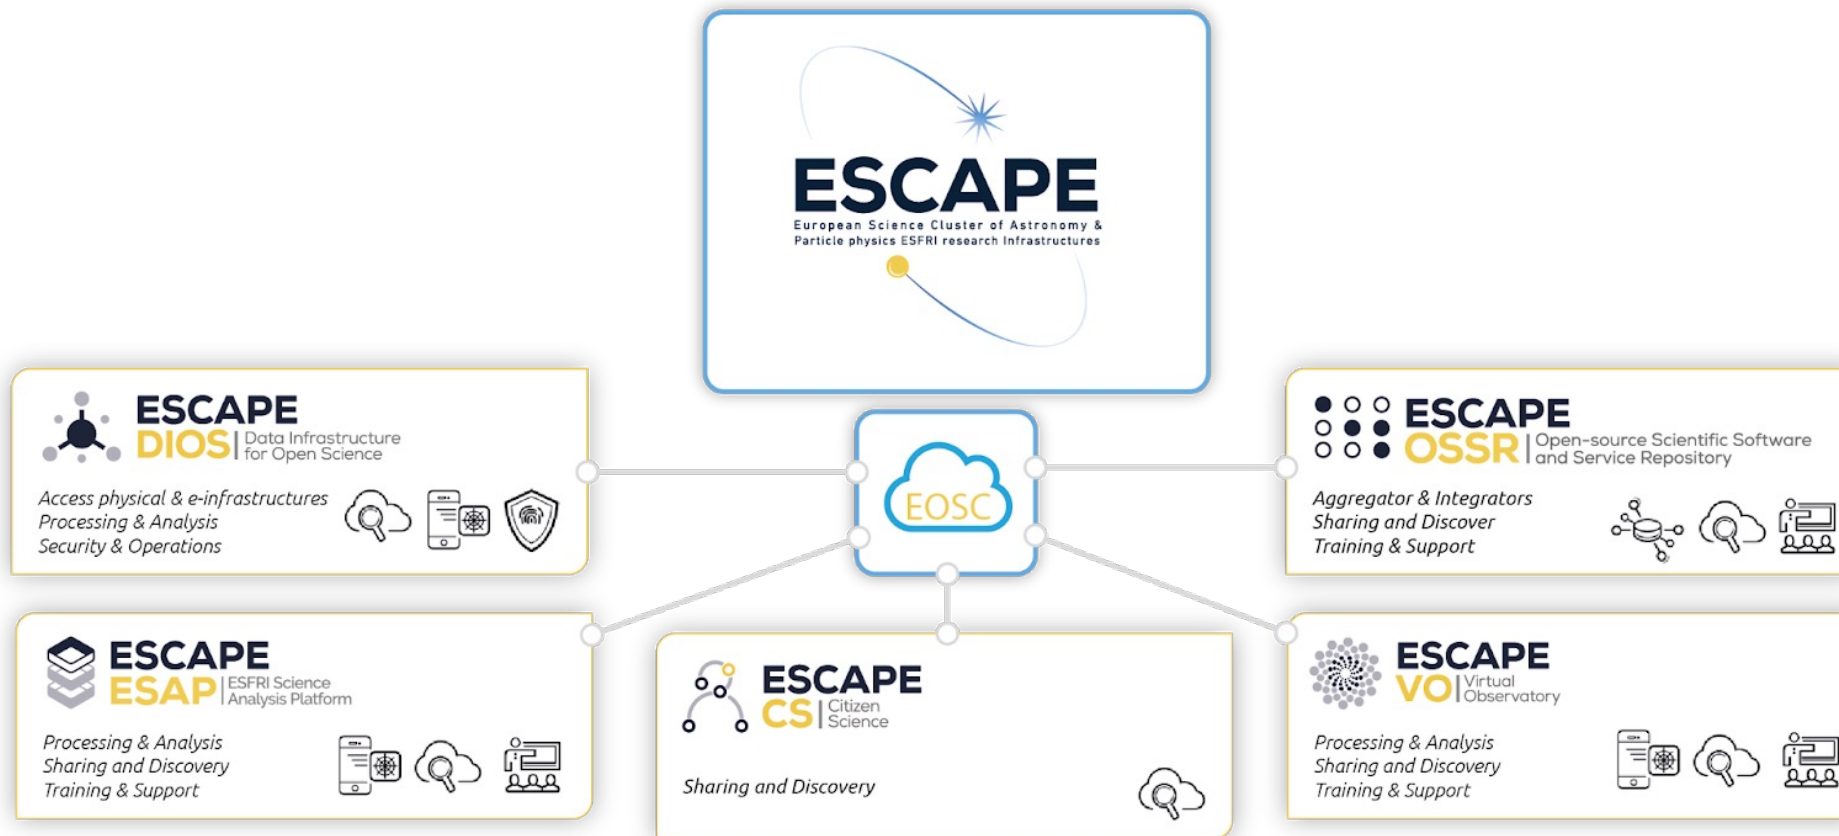 ESCAPE
European Science Cluster of Astronomy &
Particle physics ESFRI research Infrastructures
EOSC
ESCAPE
DIOS
Data Infrastructure
for Open Science
Access physical & e-infrastructures
Processing & Analysis
Security & Operations
ESCAPE
OSSR
Open-source Scientific Software
and Service Repository
Aggregator & Integrators
Sharing and Discover
Training & Support
ESCAPE
ESAP
ESFRI Science
Analysis Platform
Processing & Analysis
Sharing and Discovery
Training & Support
ESCAPE
CS
Citizen
Science
Sharing and Discovery
ESCAPE
VO
Virtual
Observatory
Processing & Analysis
Sharing and Discovery
Training & Support